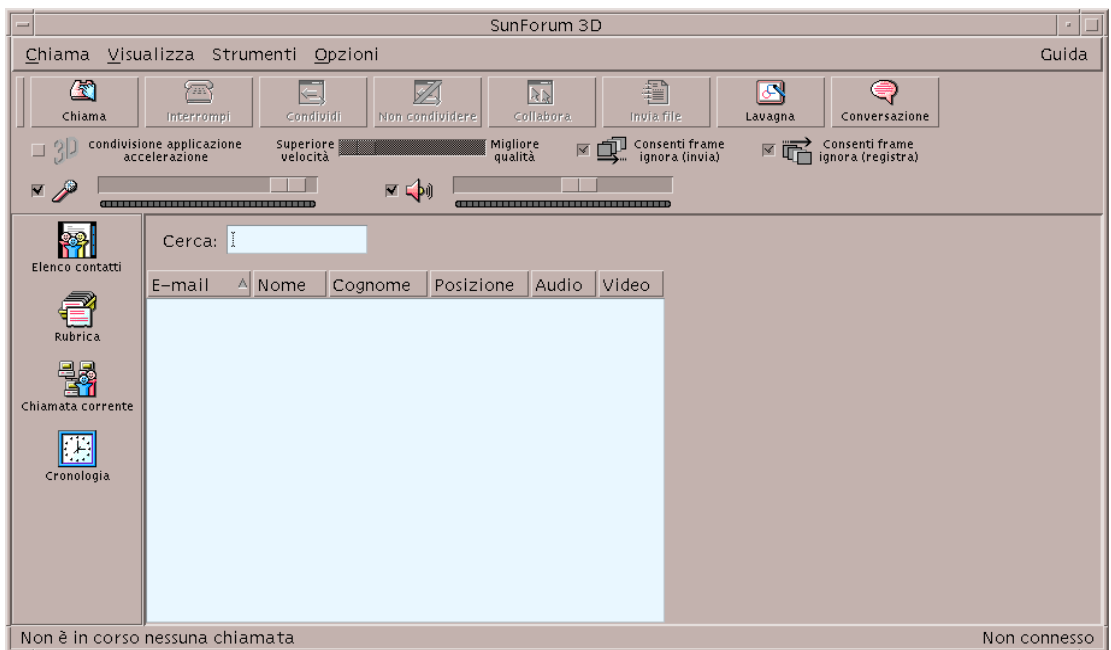 SunForum 3D
Chiama Visualizza Strumenti Opzioni Guida
Chiama Interrompi Condividi Non condividere Collabora Invia file Lavagna Conversazione
3D condivisione applicazione Superiore Migliore Consenti frame Consenti frame
accelerazione velocità qualità ignora (invia) ignora (registra)
Cerca:
Elenco contatti
E-mail Nome Cognome Posizione Audio Video
Rubrica
Chiamata corrente
Cronologia
Non è in corso nessuna chiamata Non connesso